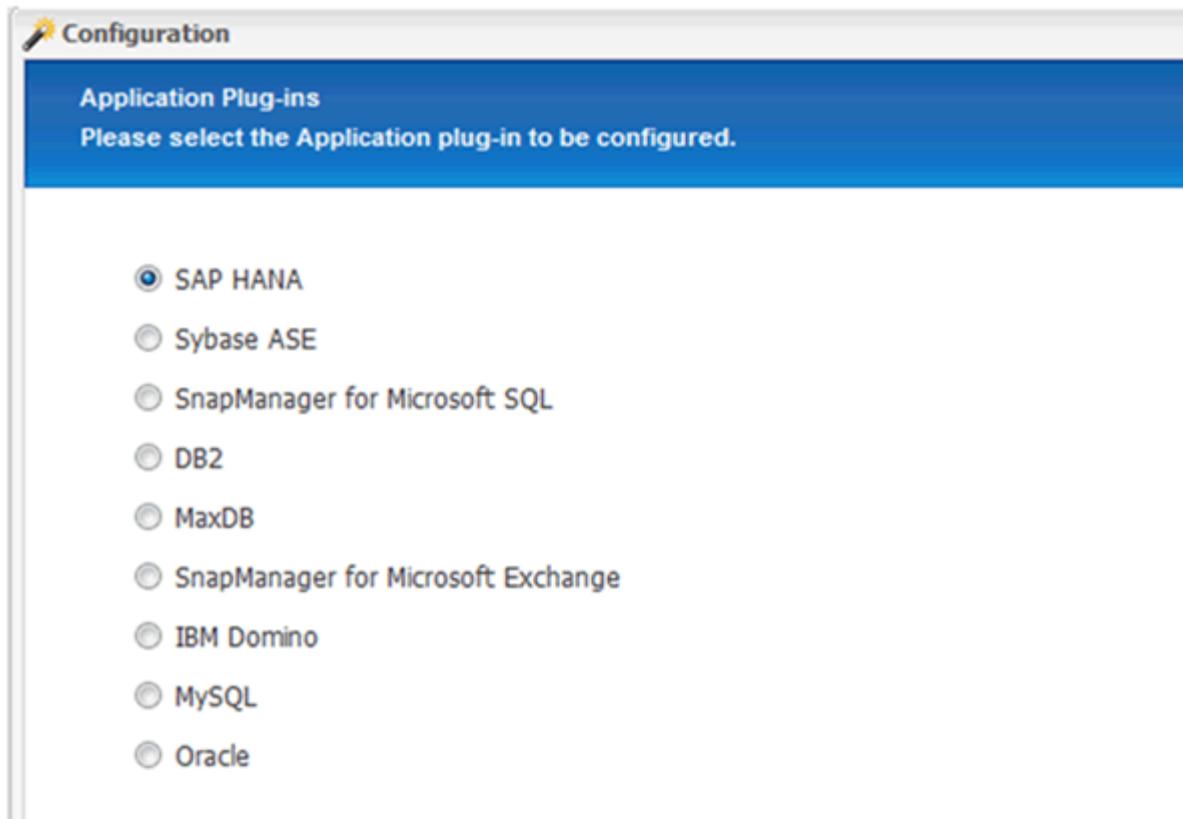 Configuration
Application Plug-ins
Please select the Application plug-in to be configured.
SAP HANA
Sybase ASE
SnapManager for Microsoft SQL
DB2
MaxDB
SnapManager for Microsoft Exchange
IBM Domino
MySQL
Oracle